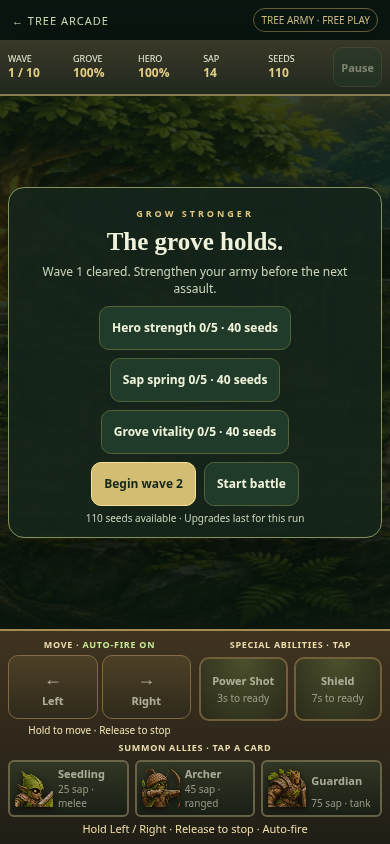 ← TREE ARCADE
TREE ARMY · FREE PLAY
WAVE
1 / 10
GROVE
100%
HERO
100%
SAP
14
SEEDS
110
Pause
GROW STRONGER
The grove holds.
Wave 1 cleared. Strengthen your army before the next
assault.
Hero strength 0/5 · 40 seeds
Sap spring 0/5 · 40 seeds
Grove vitality 0/5 · 40 seeds
Begin wave 2
Start battle
110 seeds available · Upgrades last for this run
MOVE · AUTO-FIRE ON
←
Left
→
Right
Hold to move · Release to stop
SPECIAL ABILITIES · TAP
Power Shot
3s to ready
Shield
7s to ready
SUMMON ALLIES · TAP A CARD
Seedling
25 sap ·
melee
Archer
45 sap ·
ranged
Guardian
75 sap · tank
Hold Left / Right · Release to stop · Auto-fire